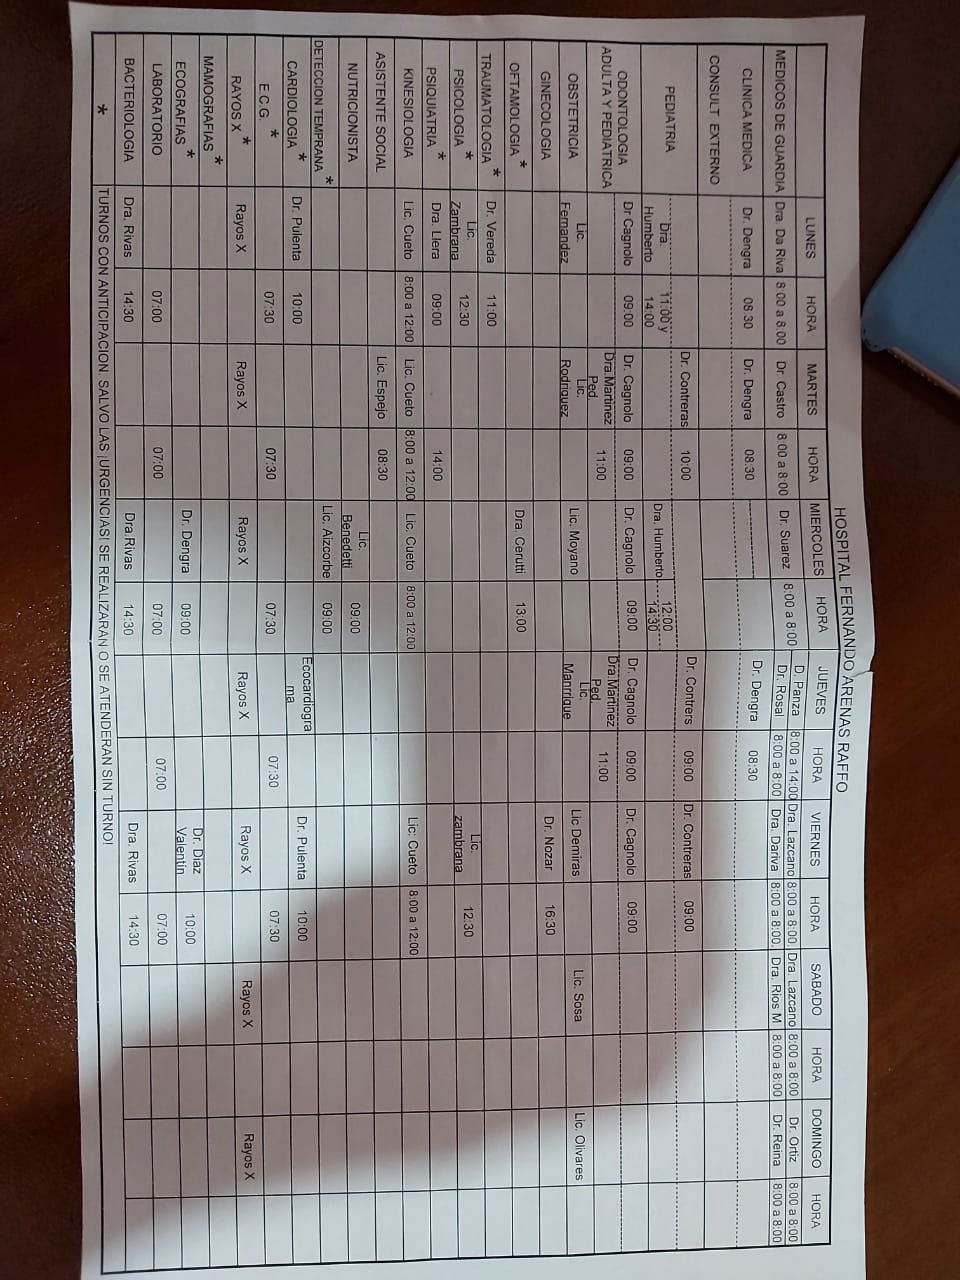 HOSPITAL FERNANDO ARENAS RAFFO
LUNES HORA MARTES HORA MIERCOLES HORA JUEVES HORA VIERNES HORA SABADO HORA DOMINGO HORA
MEDICOS DE GUARDIA Dra. Da Riva 8:00 a 8:00 Dr. Castro 8:00 a 8:00 Dr. Suarez 8:00 a 8:00 D. Panza 8:00 a 14:00 Dra. Lazcano 8:00 a 8:00. Dra. Lazcano 8:00 a 8:00 Dr. Ortiz 8:00 a 8:00
Dr. Rosal 8:00 a 8:00 Dra. Dariva 8:00 a 8:00. Dra. Rios M 8:00 a 8:00 Dr. Reina 8:00 a 8:00
CLINICA MEDICA Dr. Dengra 08:30 Dr. Dengra 08:30 Dr. Dengra 08:30
CONSULT EXTERNO
PEDIATRIA Dr. Contreras 10:00 Dr. Contrers 09:00 Dr. Contreras 09:00
Dra. Humberto 11:00 y 14:00 Dra. Humberto 12:00 14:30
ODONTOLOGIA ADULTA Y PEDIATRICA Dr Cagnolo 09:00 Dr. Cagnolo 09:00 Dr. Cagnolo 09:00 Dr. Cagnolo 09:00 Dr. Cagnolo 09:00
Dra.Martinez Ped. 11:00 Dra.Martinez Ped. 11:00
OBSTETRICIA Lic. Fernandez Lic. Rodriguez Lic. Moyano Lic. Manrrique Lic Demiras Lic. Sosa Lic. Olivares
GINECOLOGIA Dr. Nozar 16:30
OFTAMOLOGIA * Dra. Cerutti 13:00
TRAUMATOLOGIA * Dr. Vereda 11:00
PSICOLOGIA * Lic. Zambrana 12:30 Lic. zambrana 12:30
PSIQUIATRIA * Dra. Llera 09:00 14:00
KINESIOLOGIA Lic. Cueto 8:00 a 12:00 Lic. Cueto 8:00 a 12:00 Lic. Cueto 8:00 a 12:00 Lic: Cueto 8:00 a 12:00
ASISTENTE SOCIAL Lic. Espejo 08:30
NUTRICIONISTA Lic. Benedetti 09:00
DETECCION TEMPRANA * Lic. Aizcorbe 09:00
CARDIOLOGIA * Dr. Pulenta 10:00 Ecocardiogra ma Dr. Pulenta 10:00
E.C.G. * 07:30 07:30 07:30 07:30 07:30
RAYOS X * Rayos X Rayos X Rayos X Rayos X Rayos X Rayos X Rayos X
MAMOGRAFIAS *
ECOGRAFIAS * Dr. Dengra 09:00 Dr. Diaz Valentin 10:00
LABORATORIO 07:00 07:00 07:00 07:00 07:00
BACTERIOLOGIA Dra. Rivas 14:30 Dra.Rivas 14:30 Dra. Rivas 14:30
* TURNOS CON ANTICIPACION. SALVO LAS ¡URGENCIAS! SE REALIZARAN O SE ATENDERAN SIN TURNO!